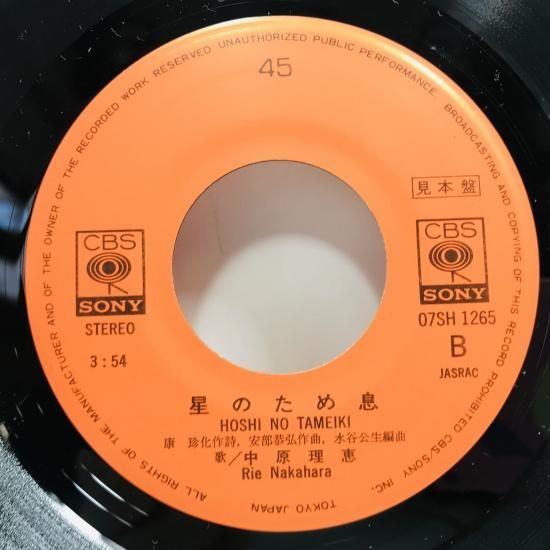 45
ALL RIGHTS OF THE MANUFACTURER AND OF THE OWNER OF THE RECORDED WORK RESERVED UNAUTHORIZED PUBLIC PERFORMANCE, BROADCASTING AND COPYING OF THIS RECORD PROHIBITED CBS/SONY INC. TOKYO JAPAN
見本盤
CBS
SONY
STEREO
3:54
CBS
SONY
07SH 1265
B
JASRAC
星のため息
HOSHI NO TAMEIKI
康 珍化作詩, 安部恭弘作曲, 水谷公生編曲
歌/中原理恵
Rie Nakahara